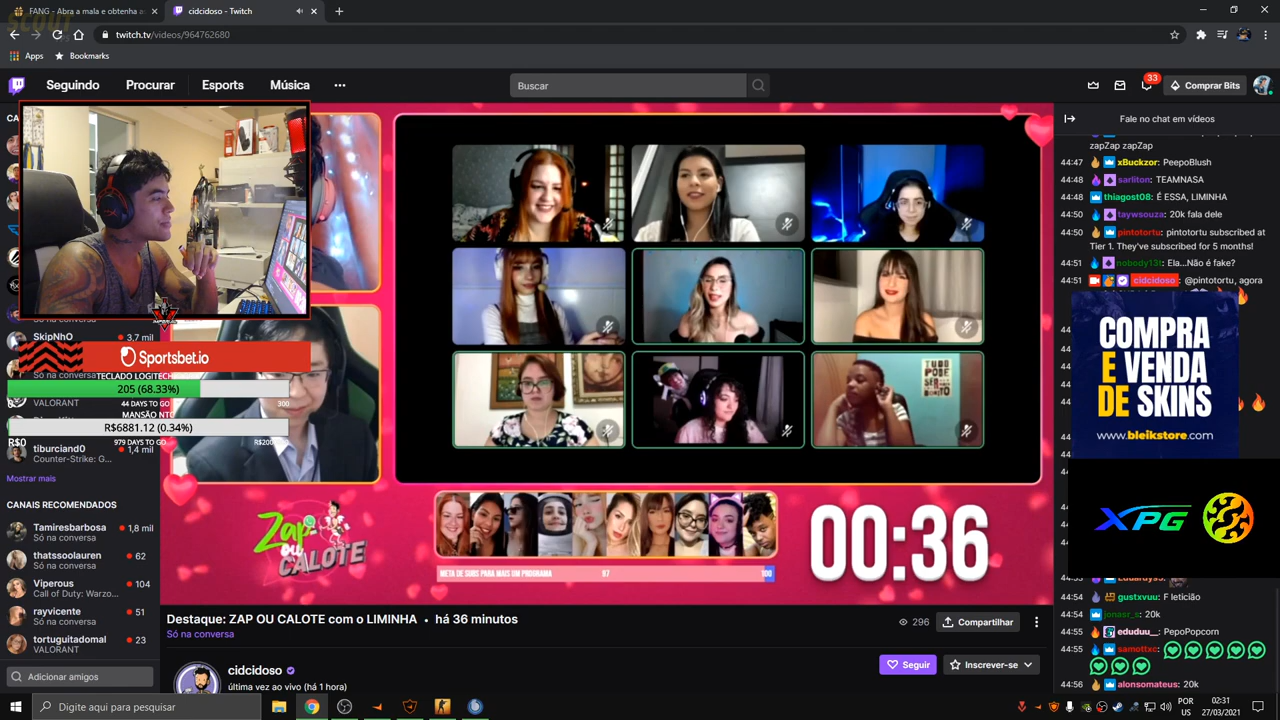 FANG - Abra a mala e obtenha a
cidcidoso - Twitch
SCOUT
twitch.tv/videos/964762680
Apps
Bookmarks
Seguindo
Procurar
Esports
Música
Buscar
33
Comprar Bits
CA
SkipNhO
3,7 mil
Só na conversa
Sportsbet.io
TECLADO LOGITECH
205 (68.33%)
0
44 DAYS TO GO
300
VALORANT
MANSÃO NTC
R$6881.12 (0.34%)
R$0
979 DAYS TO GO
tiburciand0
1,4 mil
Counter-Strike: G...
Mostrar mais
CANAIS RECOMENDADOS
Tamiresbarbosa
1,8 mil
Só na conversa
thatssoolauren
62
Só na conversa
Viperous
104
Call of Duty: Warzo...
rayvicente
51
Só na conversa
tortuguitadomal
23
VALORANT
Adicionar amigos
TUDO
PODE
SER
BONITO
Zap
OU
CALOTE
META DE SUBS PARA MAIS UM PROGRAMA
97
100
00:36
Destaque: ZAP OU CALOTE com o LIMINHA • há 36 minutos
Só na conversa
296
Compartilhar
cidcidoso
última vez ao vivo (há 1 hora)
Seguir
Inscrever-se
Fale no chat em vídeos
zapZap zapZap
44:47 xBuckzor: PeepoBlush
44:48 sarliton: TEAMNASA
44:48 thiagost08: É ESSA, LIMINHA
44:50 taywsouza: 20k fala dele
44:50 pintotortu: pintotortu subscribed at
Tier 1. They've subscribed for 5 months!
44:51 nobody13t: Ela...Não é fake?
44:51 cidcidoso: @pintotortu, agora
COMPRA
E VENDA
DE SKINS
www.bleikstore.com
XPG
44:54 gustxvuu: F leticião
44:54 jonasr_s: 20k
44:55 eduduu__: PepoPopcorn
44:55 samottxc:
44:56 alonsomateus: 20k
Digite aqui para pesquisar
POR
US
02:31
27/03/2021